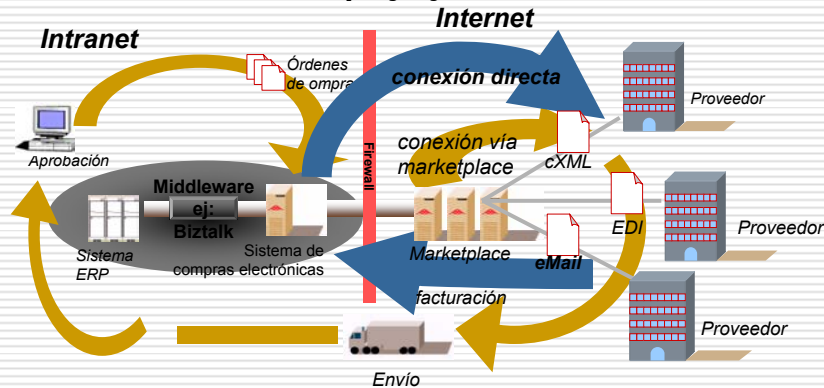 Internet
Intranet
Órdenes
de ompra
conexión directa
Proveedor
Aprobación
conexión vía
marketplace
cXML
Firewall
Middleware
ej:
Biztalk
EDI
Sistema
ERP
Sistema de
compras electrónicas
Marketplace
eMail
Proveedor
facturación
Proveedor
Envío